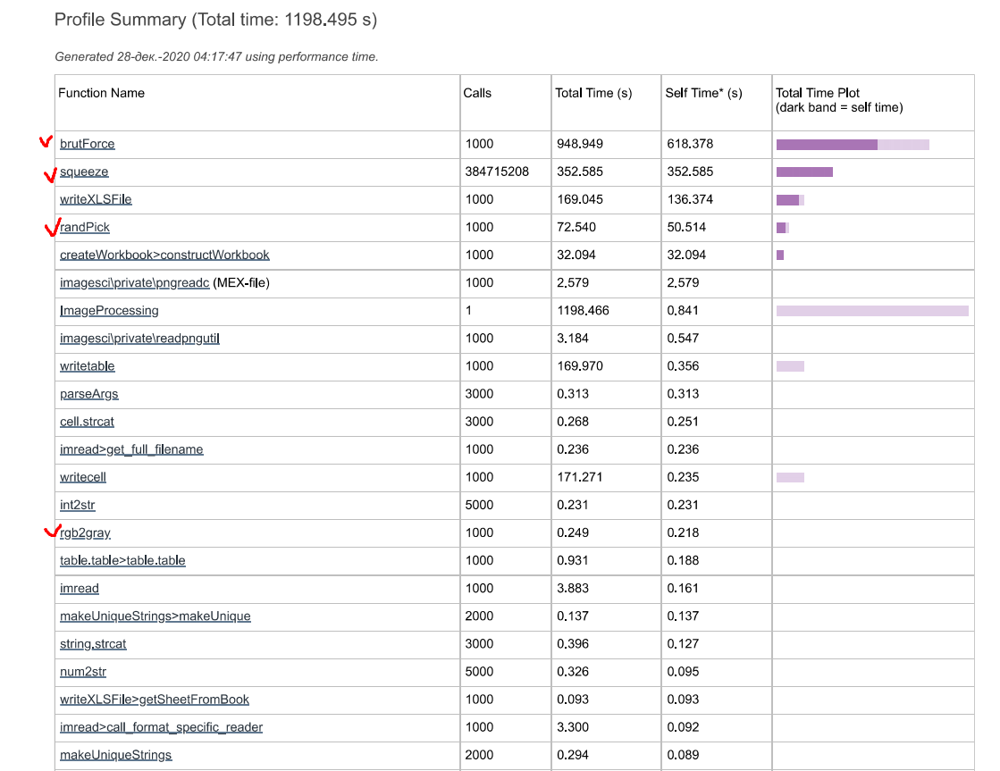 Profile Summary (Total time: 1198.495 s)
Generated 28-дек.-2020 04:17:47 using performance time.
Function Name Calls Total Time (s) Self Time* (s) Total Time Plot
(dark band = self time)
brutForce 1000 948.949 618.378
squeeze 384715208 352.585 352.585
writeXLSFile 1000 169.045 136.374
randPick 1000 72.540 50.514
createWorkbook>constructWorkbook 1000 32.094 32.094
imagesci\private\pngreadc (MEX-file) 1000 2.579 2.579
ImageProcessing 1 1198.466 0.841
imagesci\private\readpngutil 1000 3.184 0.547
writetable 1000 169.970 0.356
parseArgs 3000 0.313 0.313
cell.strcat 3000 0.268 0.251
imread>get_full_filename 1000 0.236 0.236
writecell 1000 171.271 0.235
int2str 5000 0.231 0.231
rgb2gray 1000 0.249 0.218
table.table>table.table 1000 0.931 0.188
imread 1000 3.883 0.161
makeUniqueStrings>makeUnique 2000 0.137 0.137
string.strcat 3000 0.396 0.127
num2str 5000 0.326 0.095
writeXLSFile>getSheetFromBook 1000 0.093 0.093
imread>call_format_specific_reader 1000 3.300 0.092
makeUniqueStrings 2000 0.294 0.089